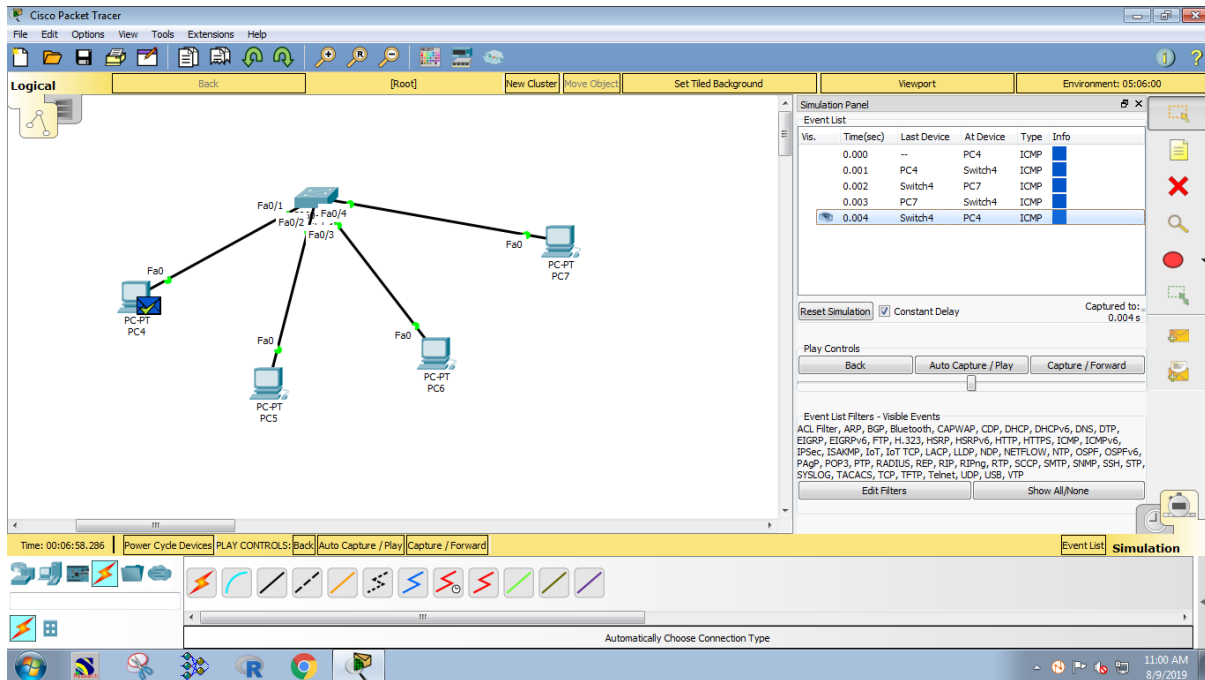 Cisco Packet Tracer
File Edit Options View Tools Extensions Help
Logical Back [Root] New Cluster Move Object Set Tiled Background Viewport Environment: 05:06:00
Simulation Panel
Event List
Vis. Time(sec) Last Device At Device Type Info
0.000 -- PC4 ICMP
0.001 PC4 Switch4 ICMP
0.002 Switch4 PC7 ICMP
0.003 PC7 Switch4 ICMP
0.004 Switch4 PC4 ICMP
Reset Simulation Constant Delay Captured to:
0.004 s
Play Controls
Back Auto Capture / Play Capture / Forward
Event List Filters - Visible Events
ACL Filter, ARP, BGP, Bluetooth, CAPWAP, CDP, DHCP, DHCPv6, DNS, DTP,
EIGRP, EIGRPv6, FTP, H.323, HSRP, HSRPv6, HTTP, HTTPS, ICMP, ICMPv6,
IPSec, ISAKMP, IoT, IoT TCP, LACP, LLDP, NDP, NETFLOW, NTP, OSPF, OSPFv6,
PAgP, POP3, PTP, RADIUS, REP, RIP, RIPng, RTP, SCCP, SMTP, SNMP, SSH, STP,
SYSLOG, TACACS, TCP, TFTP, Telnet, UDP, USB, VTP
Edit Filters Show All/None
Fa0/1
Fa0/4
Fa0/2
Fa0/3
Fa0
PC-PT
PC7
Fa0
PC-PT
PC4
Fa0
PC-PT
PC5
Fa0
PC-PT
PC6
Time: 00:06:58.286 Power Cycle Devices PLAY CONTROLS: Back Auto Capture / Play Capture / Forward Event List Simulation
Automatically Choose Connection Type
11:00 AM
8/9/2019